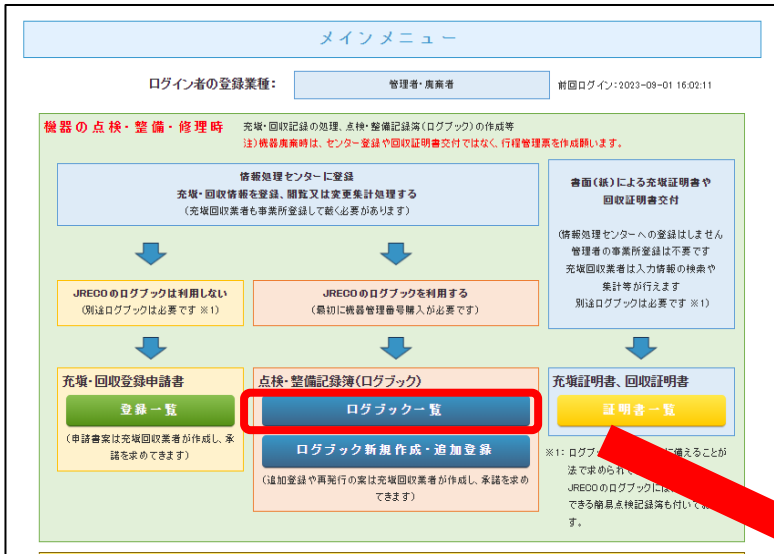 メインメニュー
ログイン者の登録業種：
管理者・廃棄者
前回ログイン：2023-09-01 16:02:11
機器の点検・整備・修理時
充塡・回収記録の処理、点検・整備記録簿（ログブック）の作成等
注）機器廃棄時は、センター登録や回収証明書交付ではなく、行程管理票を作成願います。
情報処理センターに登録
充塡・回収情報を登録、閲覧又は変更集計処理する
（充塡回収業者も事業所登録して戴く必要があります）
書面（紙）による充塡証明書や
回収証明書交付
（情報処理センターへの登録はしません
管理者の事業所登録は不要です
充塡回収業者は入力情報の検索や
集計等が行えます
別途ログブックは必要です ※1）
JRECOのログブックは利用しない
（別途ログブックは必要です ※1）
JRECOのログブックを利用する
（最初に機器管理番号購入が必要です）
充塡・回収登録申請書
登録一覧
（申請書案は充塡回収業者が作成し、承
諾を求めてきます）
点検・整備記録簿（ログブック）
ログブック一覧
ログブック新規作成・追加登録
（追加登録や再発行の案は充塡回収業者が作成し、承諾を求め
てきます）
充塡証明書、回収証明書
証明書一覧
※1： ログブッ 備えることが
法で求められて
JRECOのログブックには
できる簡易点検記録簿も付いてお
す。